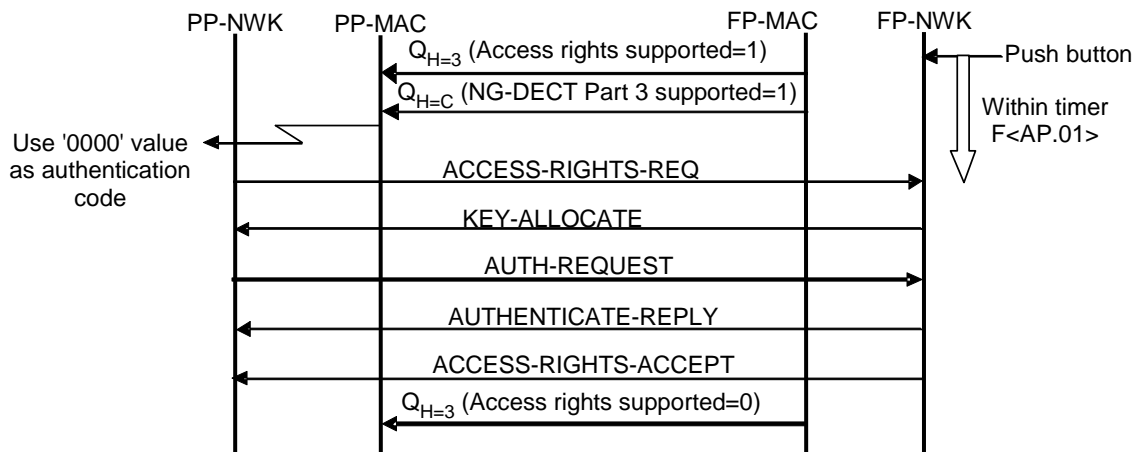 PP-NWK PP-MAC FP-MAC FP-NWK
QH=3 (Access rights supported=1)
Push button
QH=C (NG-DECT Part 3 supported=1)
Within timer
F<AP.01>
Use '0000' value
as authentication
code
ACCESS-RIGHTS-REQ
KEY-ALLOCATE
AUTH-REQUEST
AUTHENTICATE-REPLY
ACCESS-RIGHTS-ACCEPT
QH=3 (Access rights supported=0)